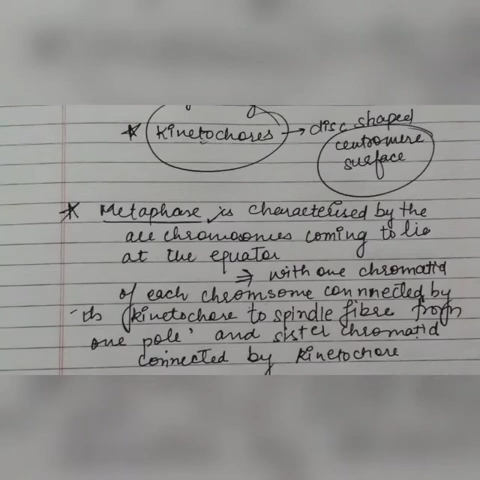 * Kinetochores → disc shaped
centromere
surface
* Metaphase is characterised by the
all chromosomes coming to lie
at the equator
⇒ with one chromatid
of each chromsome connnected by
its kinetochore to spindle fibre from
one pole' and sister chromatid
connected by kinetochore